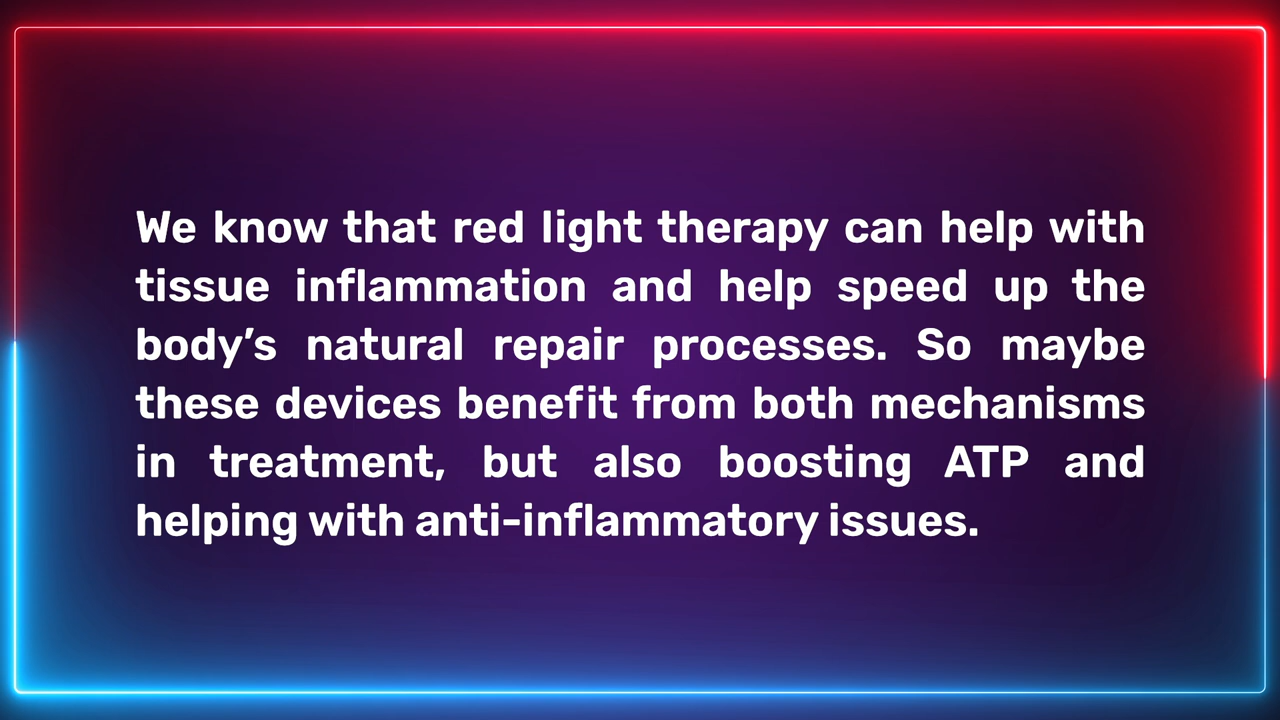 We know that red light therapy can help with
tissue inflammation and help speed up the
body’s natural repair processes. So maybe
these devices benefit from both mechanisms
in treatment, but also boosting ATP and
helping with anti-inflammatory issues.